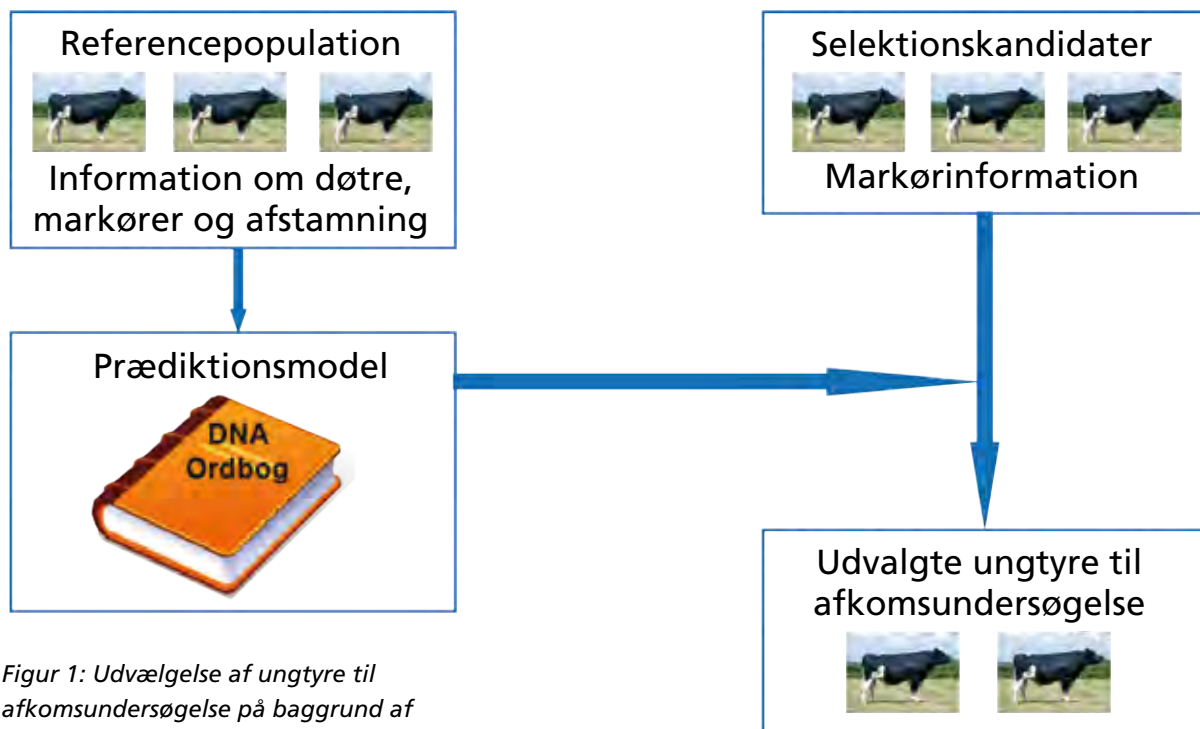 Referencepopulation
Information om døtre,
markører og afstamning
Selektionskandidater
Markørinformation
Prædiktionsmodel
DNA
Ordbog
Udvalgte ungtyre til
afkomsundersøgelse
Figur 1: Udvælgelse af ungtyre til
afkomsundersøgelse på baggrund af